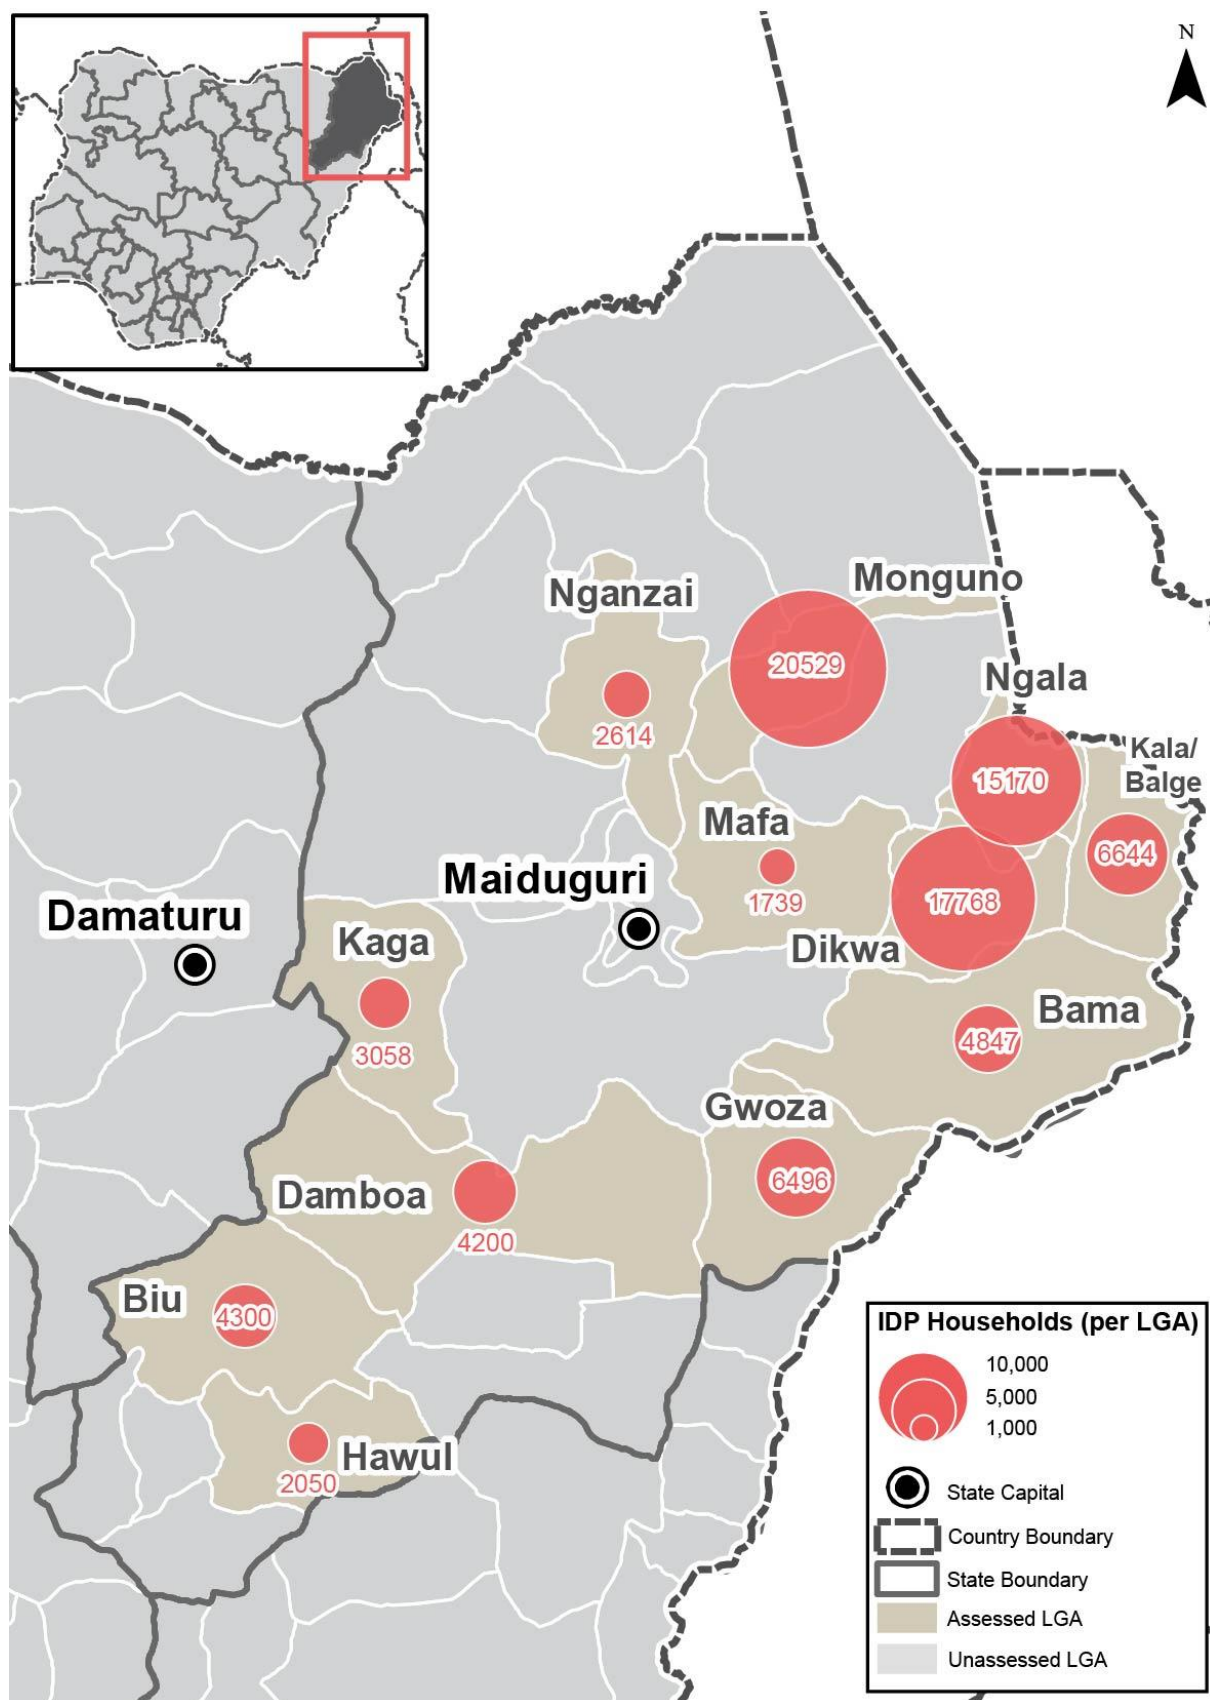 N
Nganzai
Monguno
20529
2614
Ngala
15170
Kala/
Balge
6644
Mafa
1739
Maiduguri
Damaturu
17768
Dikwa
Kaga
3058
Bama
4847
Gwoza
6496
Damboa
4200
Biu
4300
Hawul
2050
IDP Households (per LGA)
10,000
5,000
1,000
State Capital
Country Boundary
State Boundary
Assessed LGA
Unassessed LGA